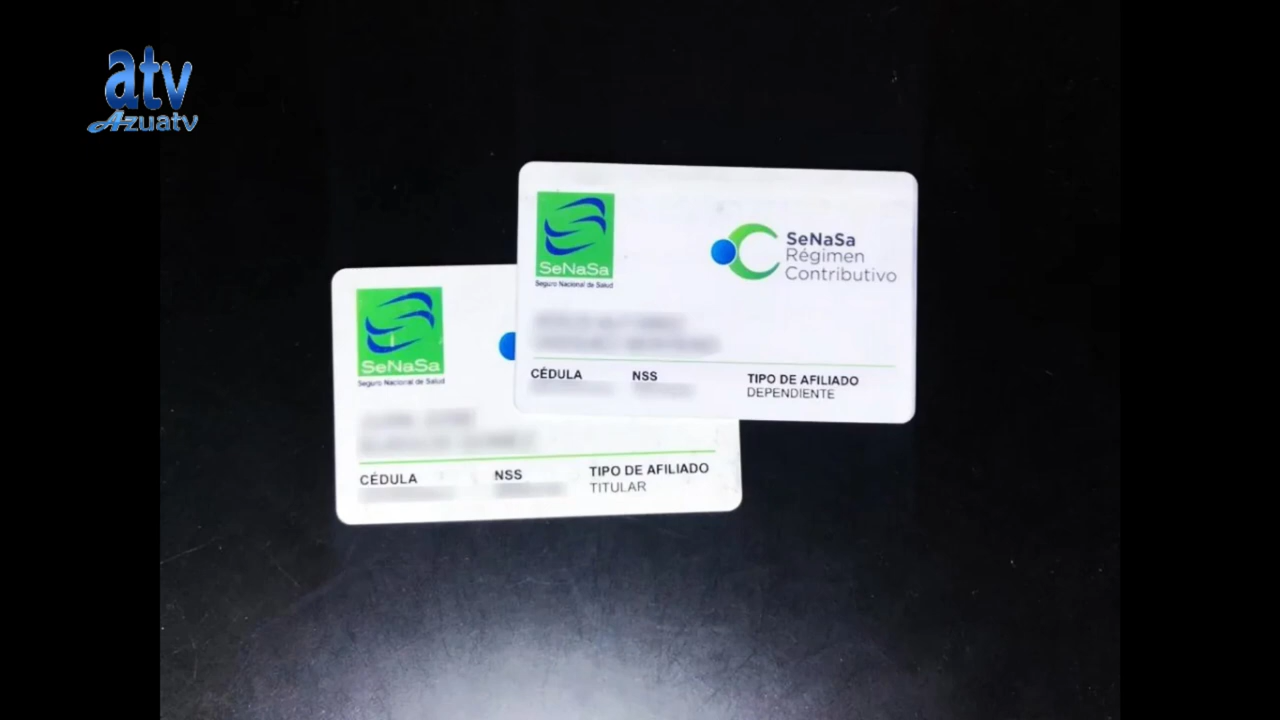 atv
Azuatv
SeNaSa
Seguro Nacional de Salud
SeNaSa
Régimen
Contributivo
CÉDULA NSS TIPO DE AFILIADO
DEPENDIENTE
SeNaSa
Seguro Nacional de Salud
CÉDULA NSS TIPO DE AFILIADO
TITULAR